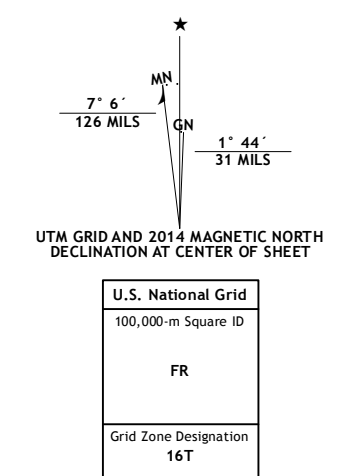 ★
MN
7° 6´
126 MILS
GN
1° 44´
31 MILS
UTM GRID AND 2014 MAGNETIC NORTH
DECLINATION AT CENTER OF SHEET
U.S. National Grid
100,000-m Square ID
FR
Grid Zone Designation
16T